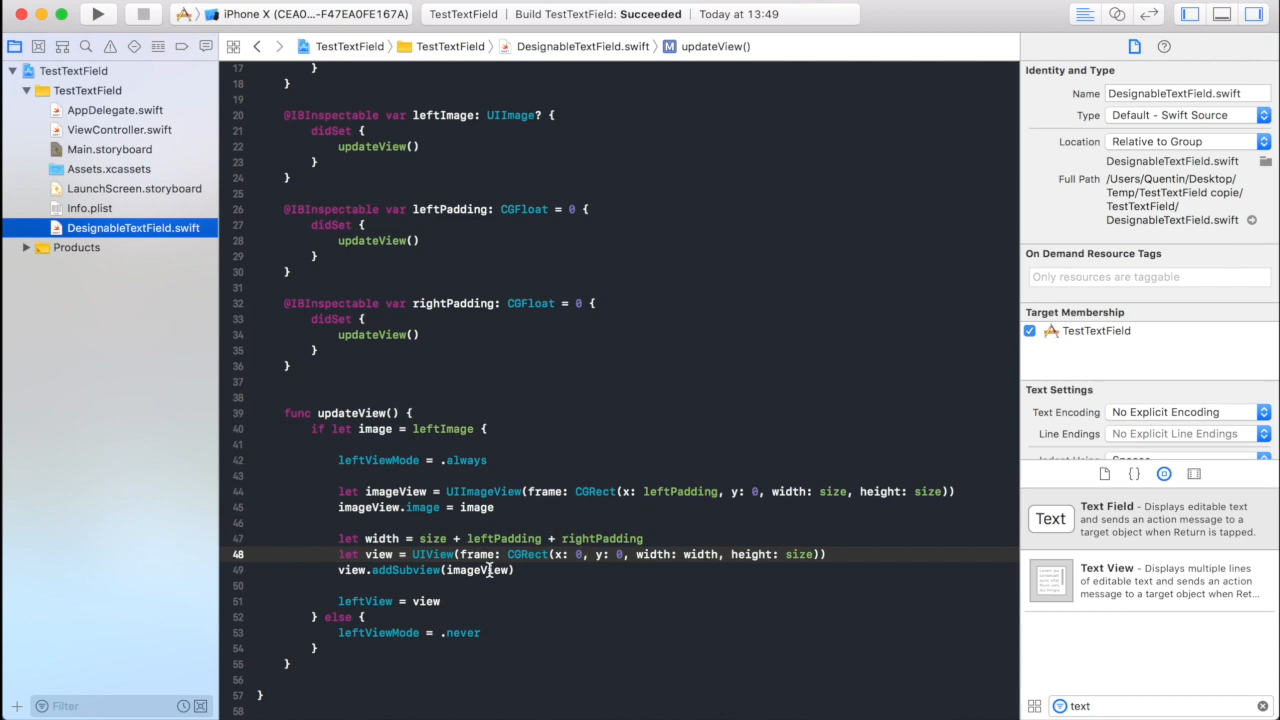 iPhone X (CEA0...-F47EA0FE167A)
TestTextField | Build TestTextField: Succeeded | Today at 13:49
TestTextField
TestTextField
AppDelegate.swift
ViewController.swift
Main.storyboard
Assets.xcassets
LaunchScreen.storyboard
Info.plist
DesignableTextField.swift
Products
Filter
TestTextField
TestTextField
DesignableTextField.swift
M updateView()
17 }
18 }
19
20 @IBInspectable var leftImage: UIImage? {
21 didSet {
22 updateView()
23 }
24 }
25
26 @IBInspectable var leftPadding: CGFloat = 0 {
27 didSet {
28 updateView()
29 }
30 }
31
32 @IBInspectable var rightPadding: CGFloat = 0 {
33 didSet {
34 updateView()
35 }
36 }
37
38
39 func updateView() {
40 if let image = leftImage {
41
42 leftViewMode = .always
43
44 let imageView = UIImageView(frame: CGRect(x: leftPadding, y: 0, width: size, height: size))
45 imageView.image = image
46
47 let width = size + leftPadding + rightPadding
48 let view = UIView(frame: CGRect(x: 0, y: 0, width: width, height: size))
49 view.addSubview(imageView)
50
51 leftView = view
52 } else {
53 leftViewMode = .never
54 }
55 }
56
57 }
58
Identity and Type
Name DesignableTextField.swift
Type Default - Swift Source
Location Relative to Group
DesignableTextField.swift
Full Path /Users/Quentin/Desktop/
Temp/TestTextField copie/
TestTextField/
DesignableTextField.swift
On Demand Resource Tags
Only resources are taggable
Target Membership
TestTextField
Text Settings
Text Encoding No Explicit Encoding
Line Endings No Explicit Line Endings
Text
Text Field - Displays editable
text and sends an action message to a
target object when Return is tapped.
Text View - Displays multiple
lines of editable text and sends an action
message to a target object when Ret...
text